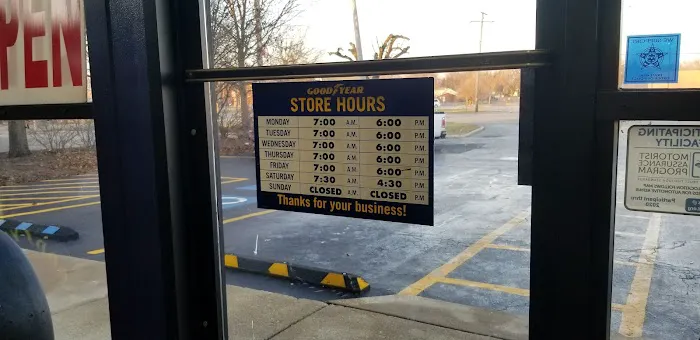 PEN
GOODYEAR
STORE HOURS
MONDAY 7:00 A.M. 6:00 P.M.
TUESDAY 7:00 A.M. 6:00 P.M.
WEDNESDAY 7:00 A.M. 6:00 P.M.
THURSDAY 7:00 A.M. 6:00 P.M.
FRIDAY 7:00 A.M. 6:00 P.M.
SATURDAY 7:30 A.M. 4:30 P.M.
SUNDAY CLOSED A.M. CLOSED P.M.
Thanks for your business!
CIPATING
FACILITY
MOTORIST
ASSURANCE
PROGRAM